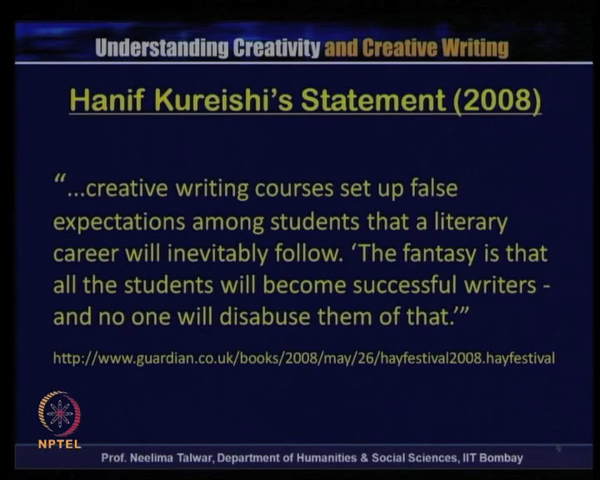 Understanding Creativity and Creative Writing
Hanif Kureishi's Statement (2008)
“...creative writing courses set up false
expectations among students that a literary
career will inevitably follow. ‘The fantasy is that
all the students will become successful writers -
and no one will disabuse them of that.’”
http://www.guardian.co.uk/books/2008/may/26/hayfestival2008.hayfestival
NPTEL
9
Prof. Neelima Talwar, Department of Humanities & Social Sciences, IIT Bombay